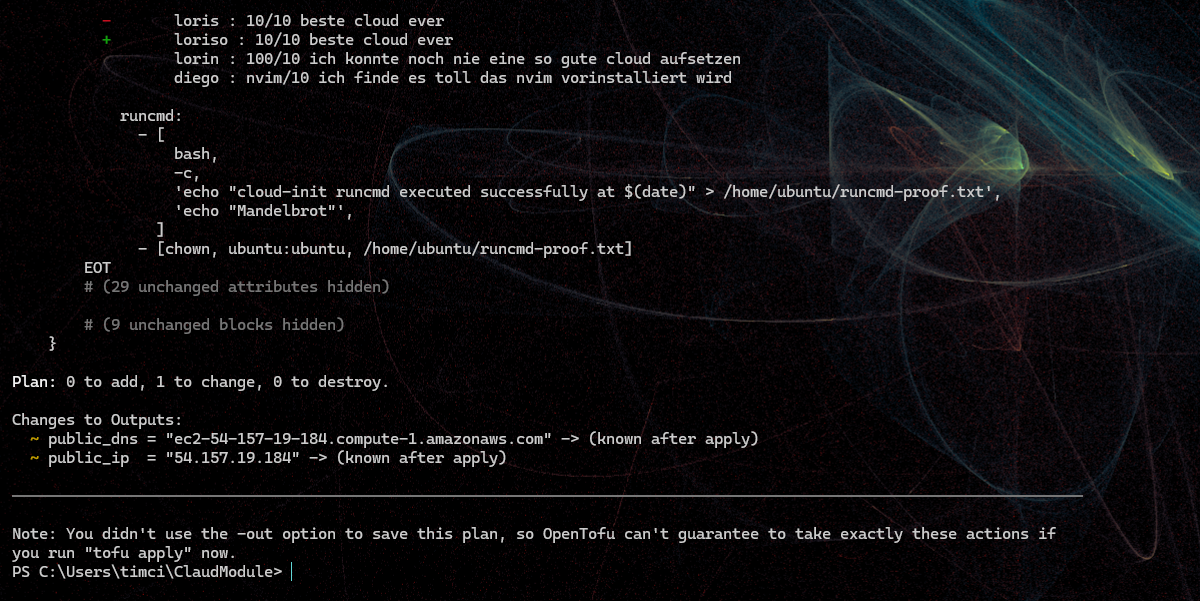 -       loris : 10/10 beste cloud ever
+       loriso : 10/10 beste cloud ever
        lorin : 100/10 ich konnte noch nie eine so gute cloud aufsetzen
        diego : nvim/10 ich finde es toll das nvim vorinstalliert wird
runcmd:
  - [
      bash,
      -c,
      'echo "cloud-init runcmd executed successfully at $(date)" > /home/ubuntu/runcmd-proof.txt',
      'echo "Mandelbrot"',
    ]
  - [chown, ubuntu:ubuntu, /home/ubuntu/runcmd-proof.txt]
EOT
# (29 unchanged attributes hidden)
# (9 unchanged blocks hidden)
}
Plan: 0 to add, 1 to change, 0 to destroy.
Changes to Outputs:
  ~ public_dns = "ec2-54-157-19-184.compute-1.amazonaws.com" -> (known after apply)
  ~ public_ip  = "54.157.19.184" -> (known after apply)
Note: You didn't use the -out option to save this plan, so OpenTofu can't guarantee to take exactly these actions if
you run "tofu apply" now.
PS C:\Users\timci\ClaudModule>